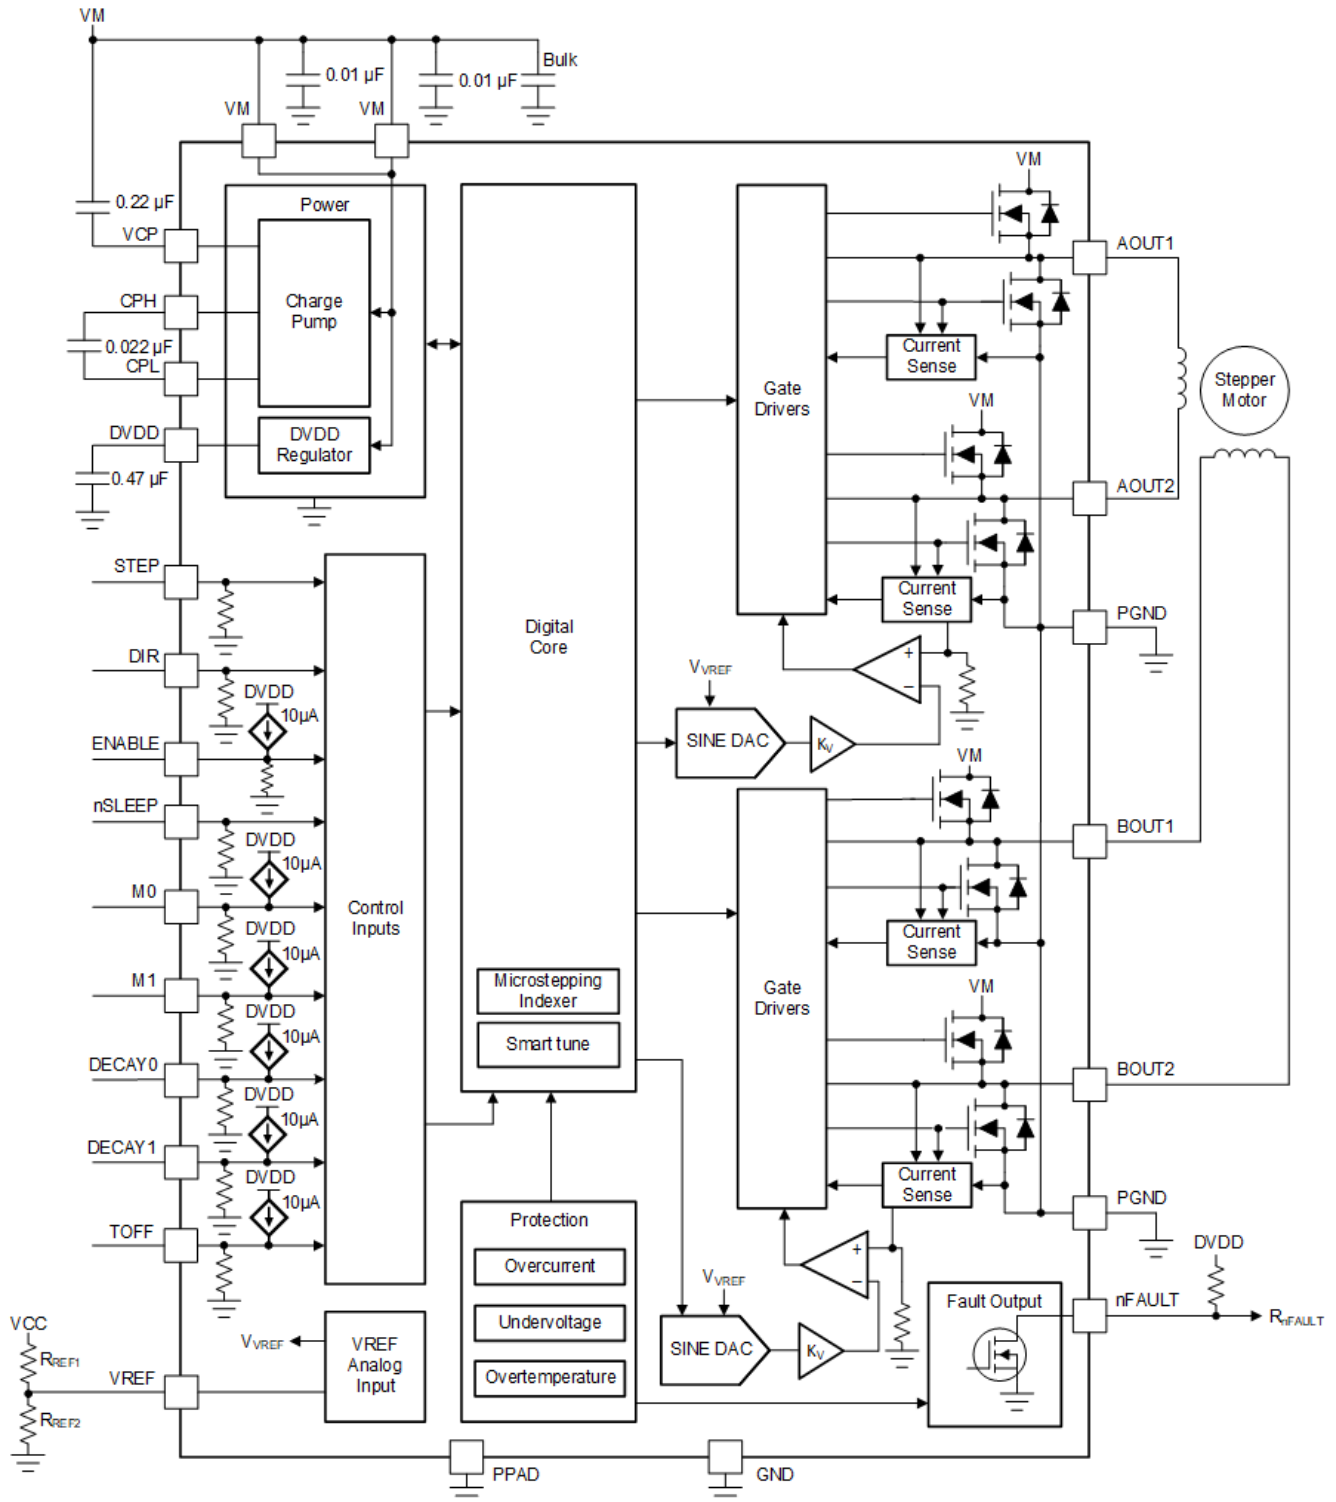 VM
Bulk
0.01 µF
0.01 µF
VM
VM
0.22 µF
VCP
CPH
0.022 µF
CPL
DVDD
0.47 µF
Power
Charge
Pump
DVDD
Regulator
STEP
DIR
DVDD
10µA
ENABLE
nSLEEP
DVDD
10µA
M0
DVDD
10µA
M1
DVDD
10µA
DECAY0
DVDD
10µA
DECAY1
DVDD
10µA
TOFF
Control
Inputs
VCC
RREF1
VREF
RREF2
VVREF
VREF
Analog
Input
Digital
Core
Microstepping
Indexer
Smart tune
Protection
Overcurrent
Undervoltage
Overtemperature
PPAD
GND
Gate
Drivers
VM
Current
Sense
VM
Current
Sense
+
−
VVREF
SINE DAC
KV
AOUT1
AOUT2
Stepper
Motor
PGND
Gate
Drivers
VM
Current
Sense
VM
Current
Sense
+
−
VVREF
SINE DAC
KV
BOUT1
BOUT2
PGND
DVDD
Fault Output
nFAULT
RnFAULT